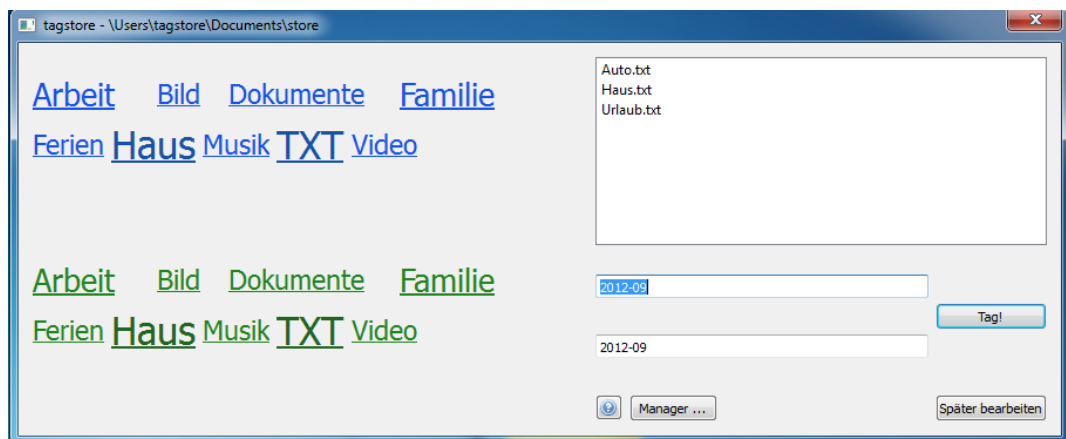 tagstore - \Users\tagstore\Documents\store
Arbeit Bild Dokumente Familie
Ferien Haus Musik TXT Video
Arbeit Bild Dokumente Familie
Ferien Haus Musik TXT Video
Auto.txt
Haus.txt
Urlaub.txt
2012-09
Tag!
2012-09
?
Manager ...
Später bearbeiten